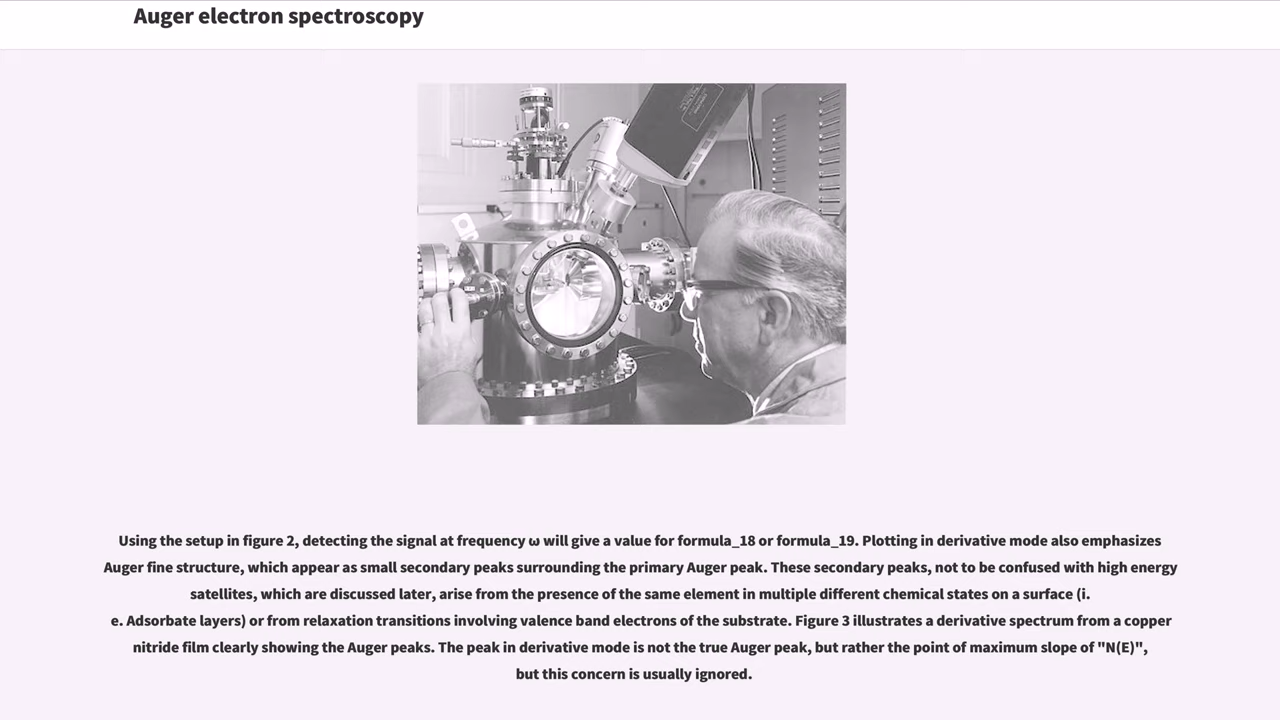 Auger electron spectroscopy
Using the setup in figure 2, detecting the signal at frequency ω will give a value for formula_18 or formula_19. Plotting in derivative mode also emphasizes
Auger fine structure, which appear as small secondary peaks surrounding the primary Auger peak. These secondary peaks, not to be confused with high energy
satellites, which are discussed later, arise from the presence of the same element in multiple different chemical states on a surface (i.
e. Adsorbate layers) or from relaxation transitions involving valence band electrons of the substrate. Figure 3 illustrates a derivative spectrum from a copper
nitride film clearly showing the Auger peaks. The peak in derivative mode is not the true Auger peak, but rather the point of maximum slope of "N(E)",
but this concern is usually ignored.